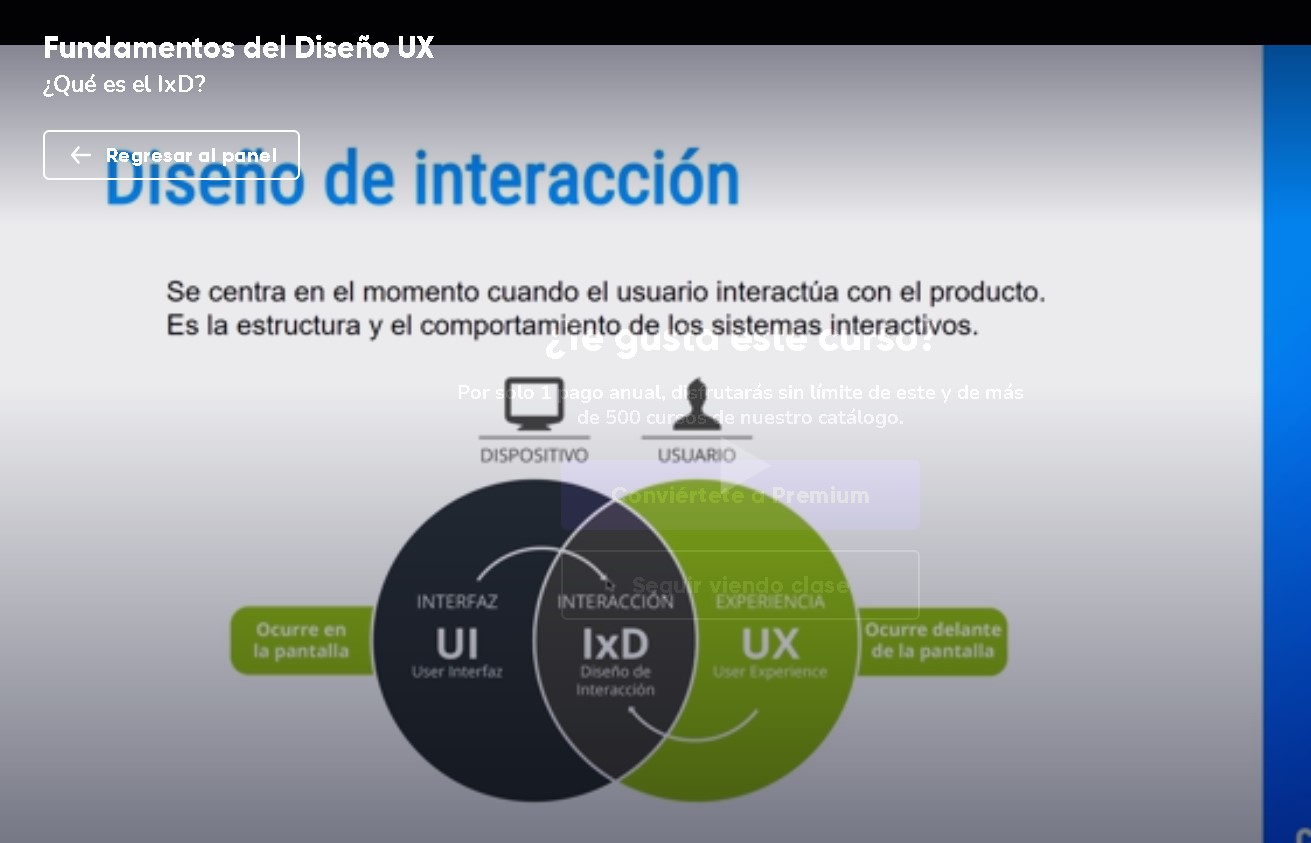 Fundamentos del Diseño UX
¿Qué es el IxD?
Regresar al panel
Diseño de interacción
Se centra en el momento cuando el usuario interactúa con el producto.
Es la estructura y el comportamiento de los sistemas interactivos.
¿Te gusta este curso?
Por sólo 1 pago anual, disfrutarás sin límite de este y de más
de 500 cursos de nuestro catálogo.
DISPOSITIVO
USUARIO
Conviértete a Premium
Seguir viendo clase
INTERFAZ
UI
User Interfaz
INTERACCIÓN
IxD
Diseño de
Interacción
EXPERIENCIA
UX
User Experience
Ocurre en
la pantalla
Ocurre delante
de la pantalla